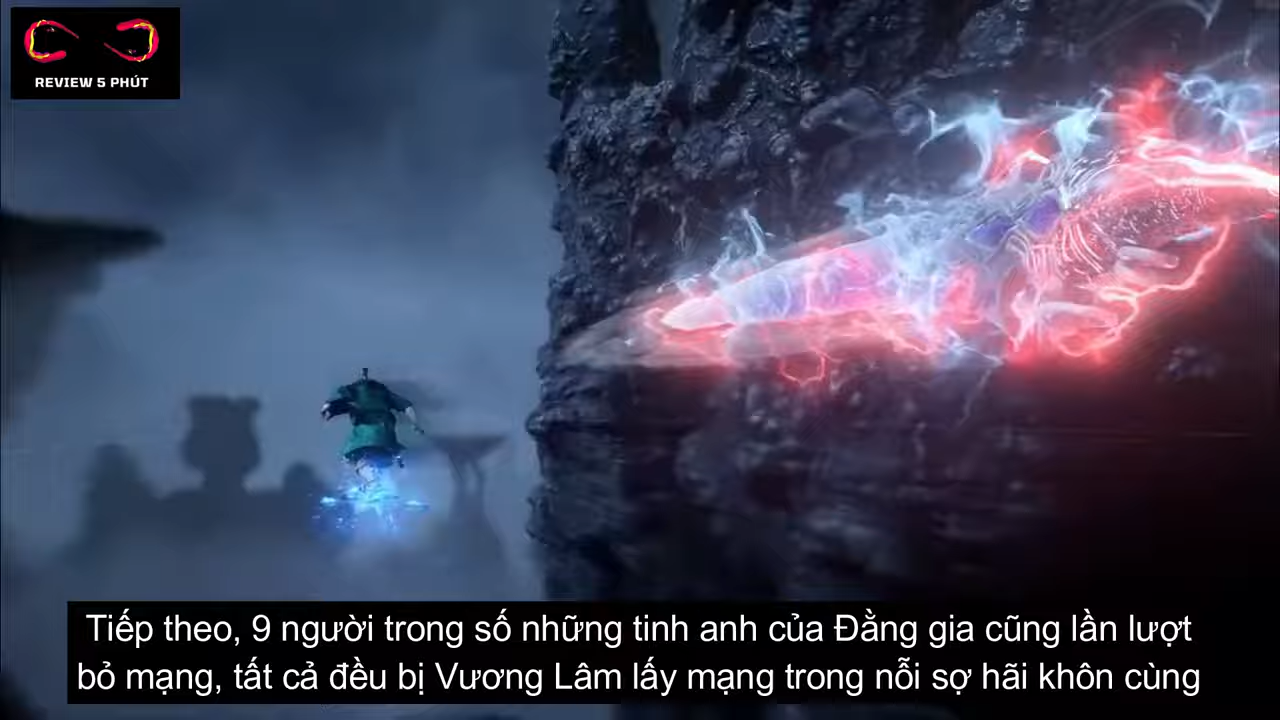 REVIEW 5 PHÚT
Tiếp theo, 9 người trong số những tinh anh của Đằng gia cũng lần lượt
bỏ mạng, tất cả đều bị Vương Lâm lấy mạng trong nỗi sợ hãi khôn cùng